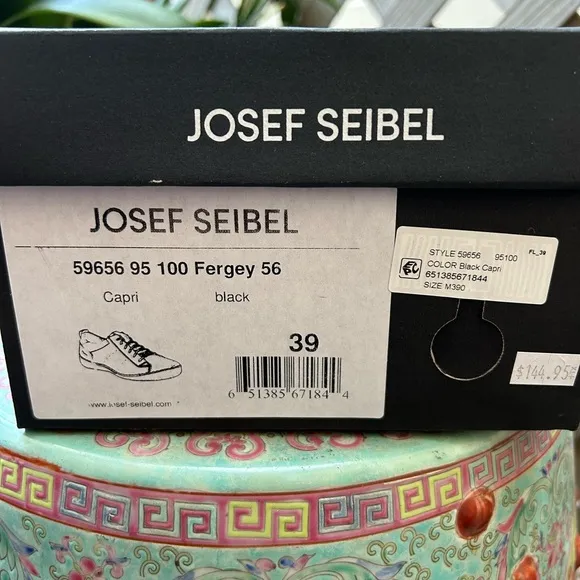 JOSEF SEIBEL
JOSEF SEIBEL
59656 95 100 Fergey 56
Capri black
39
6 51385 67184 4
www.josef-seibel.com
STYLE 59656 95100 FL_39
COLOR Black Capri
651385671844
SIZE M390
$144.95